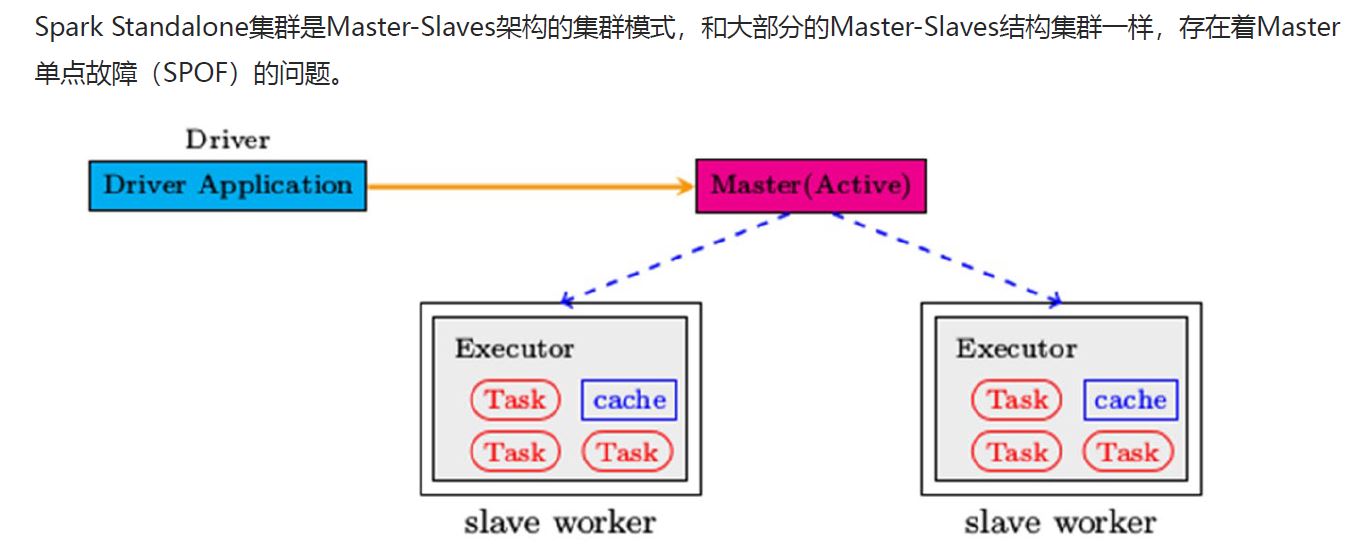 Spark Standalone集群是Master-Slaves架构的集群模式，和大部分的Master-Slaves结构集群一样，存在着Master
单点故障（SPOF）的问题。
Driver
Driver Application
Master(Active)
Executor
Task
cache
Task
Task
slave worker
Executor
Task
cache
Task
Task
slave worker